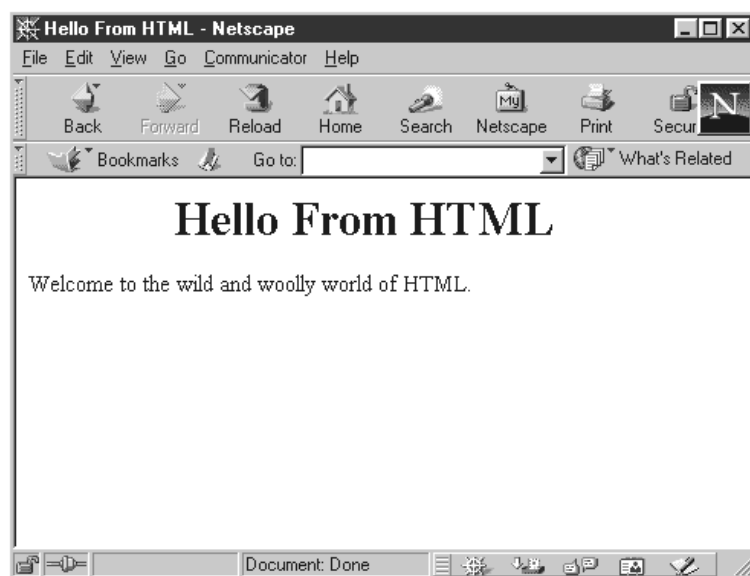 Hello From HTML - Netscape
File Edit View Go Communicator Help
My N
Back Forward Reload Home Search Netscape Print Secur
Bookmarks Go to: What's Related
Hello From HTML
Welcome to the wild and woolly world of HTML.
Document: Done